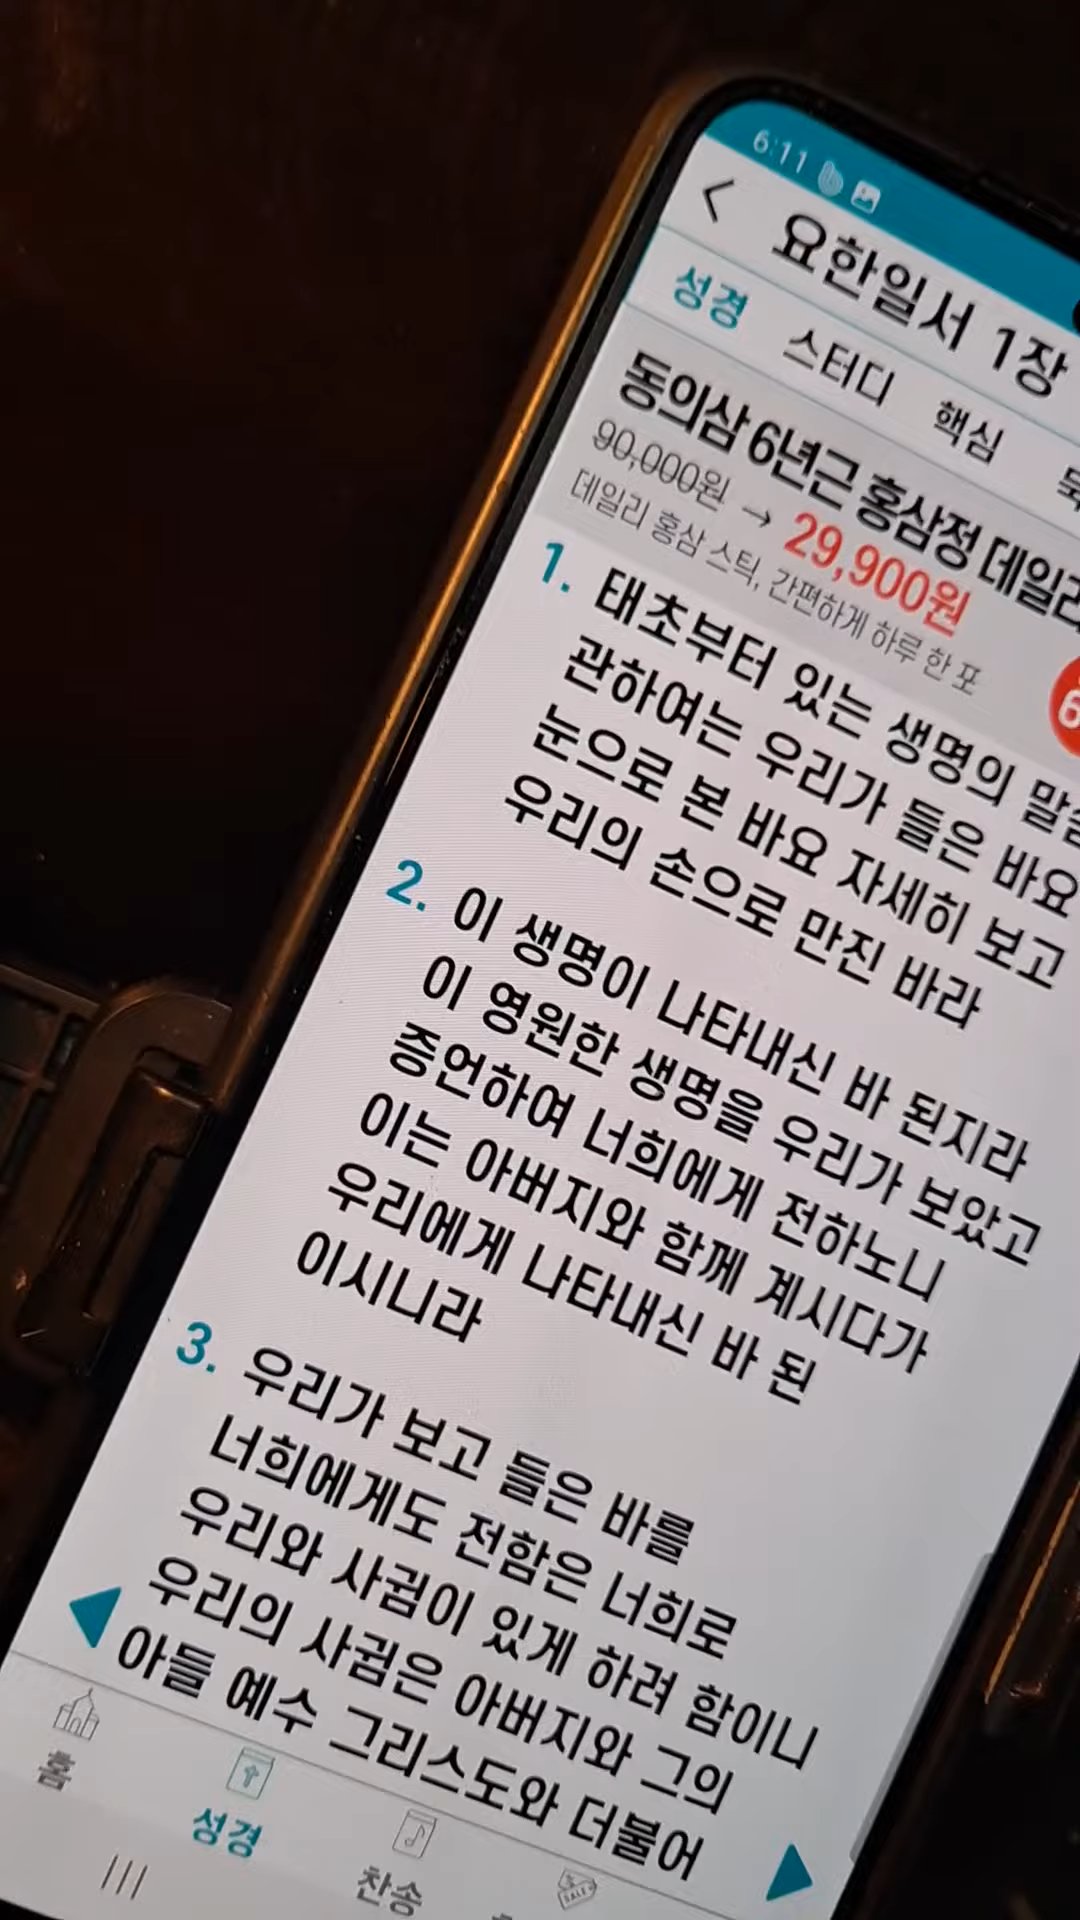 6:11
요한일서 1장
성경 스터디 핵심
동의삼 6년근 홍삼정
90,000원 → 29,900원
데일리 홍삼 스틱, 간편하게 하루 한 포
1. 태초부터 있는 생명의
관하여는 우리가 들은 바요
눈으로 본 바요 자세히 보고
우리의 손으로 만진 바라
2. 이 생명이 나타내신 바 된지라
이 영원한 생명을 우리가 보았고
증언하여 너희에게 전하노니
이는 아버지와 함께 계시다가
우리에게 나타내신 바 된
이시니라
3. 우리가 보고 들은 바를
너희에게도 전함은 너희로
우리와 사귐이 있게 하려 함이니
우리의 사귐은 아버지와 그의
아들 예수 그리스도와 더불어
홈 성경 찬송
SALE